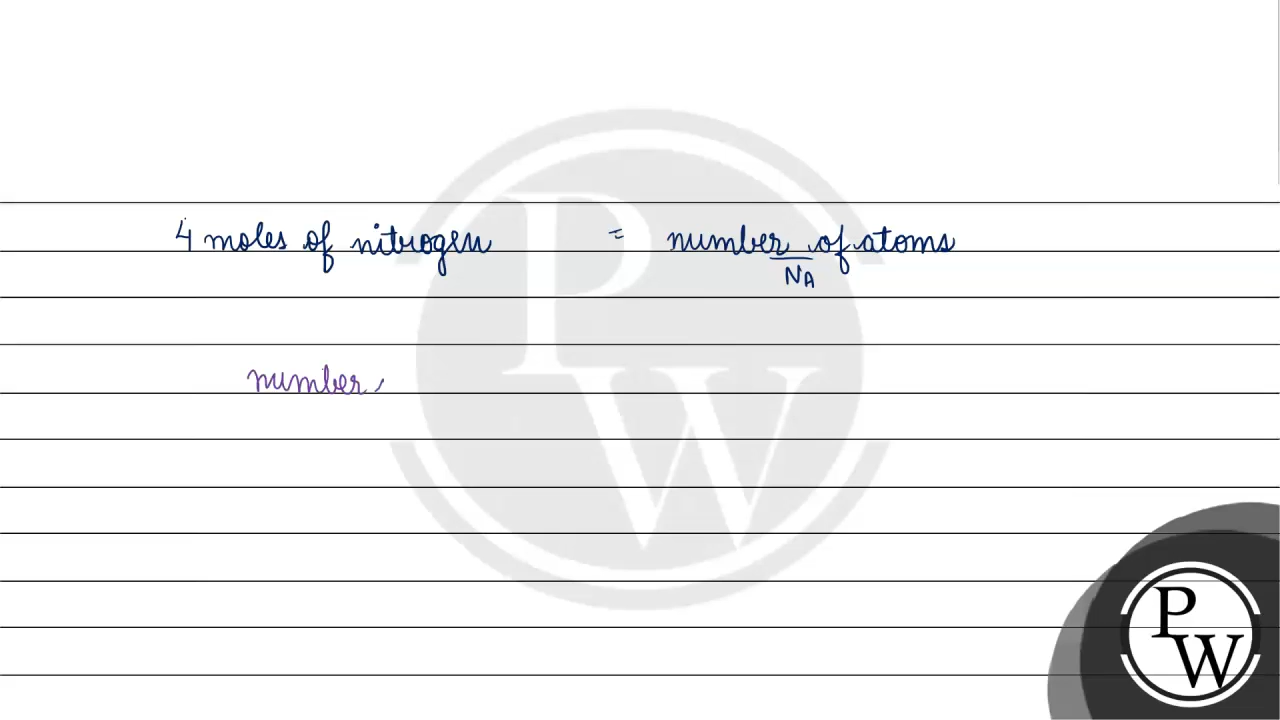 4 moles of nitrogen = number of atoms
NA
number
P
W
P
W